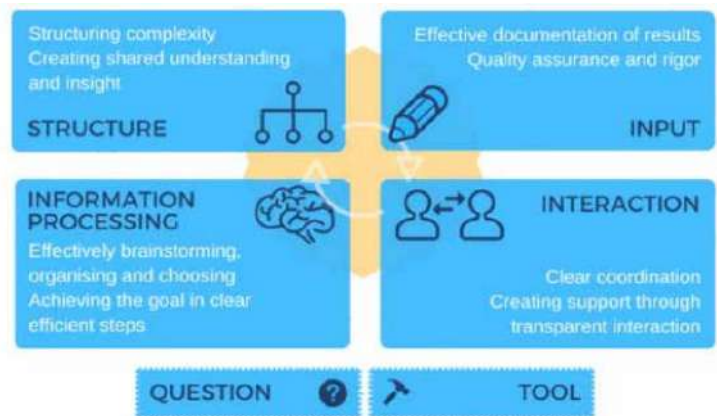 Structuring complexity
Creating shared understanding
and insight
STRUCTURE
Effective documentation of results
Quality assurance and rigor
INPUT
INFORMATION
PROCESSING
Effectively brainstorming,
organising and choosing
Achieving the goal in clear
efficient steps
INTERACTION
Clear coordination
Creating support through
transparent interaction
QUESTION ?
TOOL